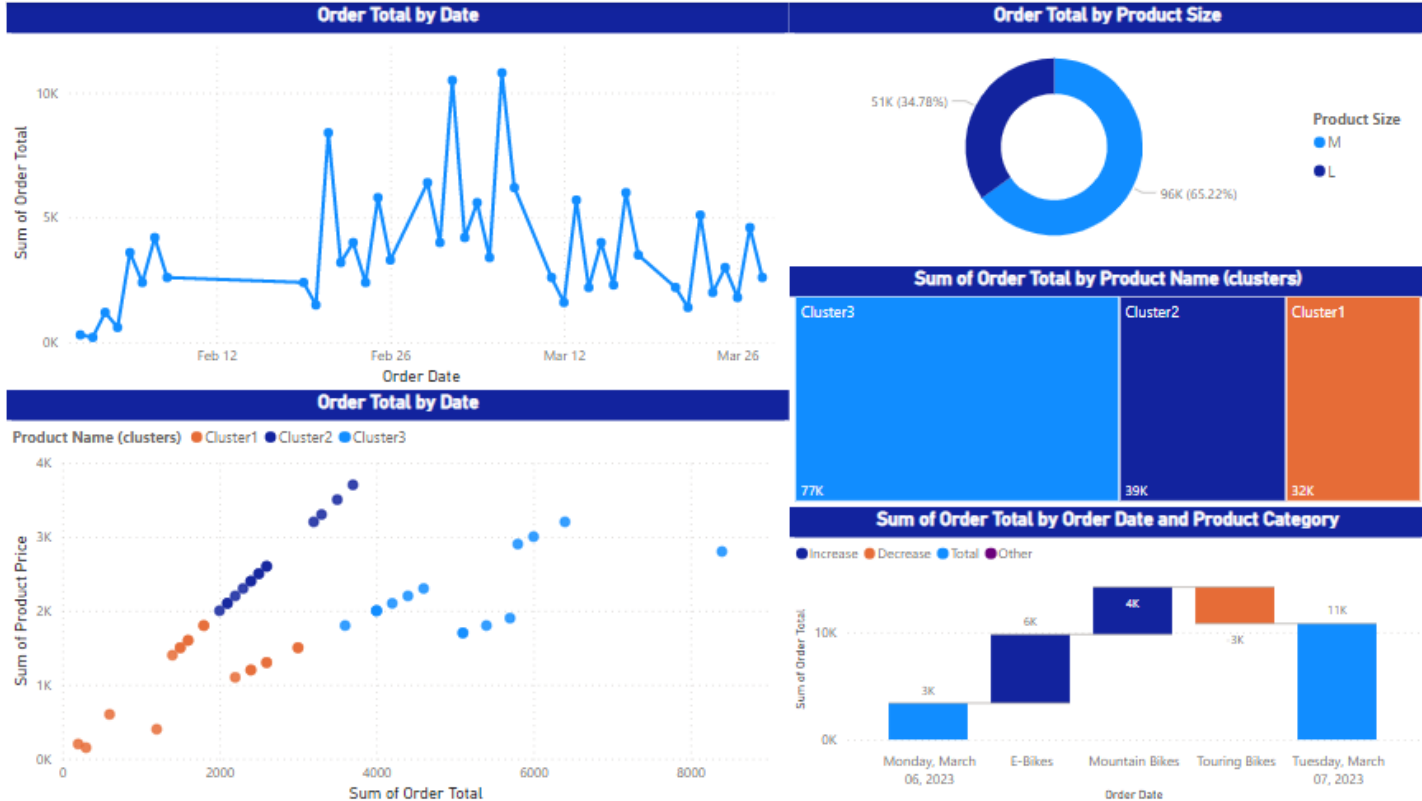 Order Total by Date
10K
5K
0K
Sum of Order Total
Feb 12
Feb 26
Mar 12
Mar 26
Order Date
Order Total by Product Size
51K (34.78%)
96K (65.22%)
Product Size
M
L
Sum of Order Total by Product Name (clusters)
Cluster3
Cluster2
Cluster1
77K
39K
32K
Order Total by Date
Product Name (clusters) Cluster1 Cluster2 Cluster3
4K
3K
2K
1K
0K
Sum of Product Price
0
2000
4000
6000
8000
Sum of Order Total
Sum of Order Total by Order Date and Product Category
Increase Decrease Total Other
10K
0K
Sum of Order Total
3K
6K
4K
-3K
11K
Monday, March
06, 2023
E-Bikes
Mountain Bikes
Touring Bikes
Tuesday, March
07, 2023
Order Date